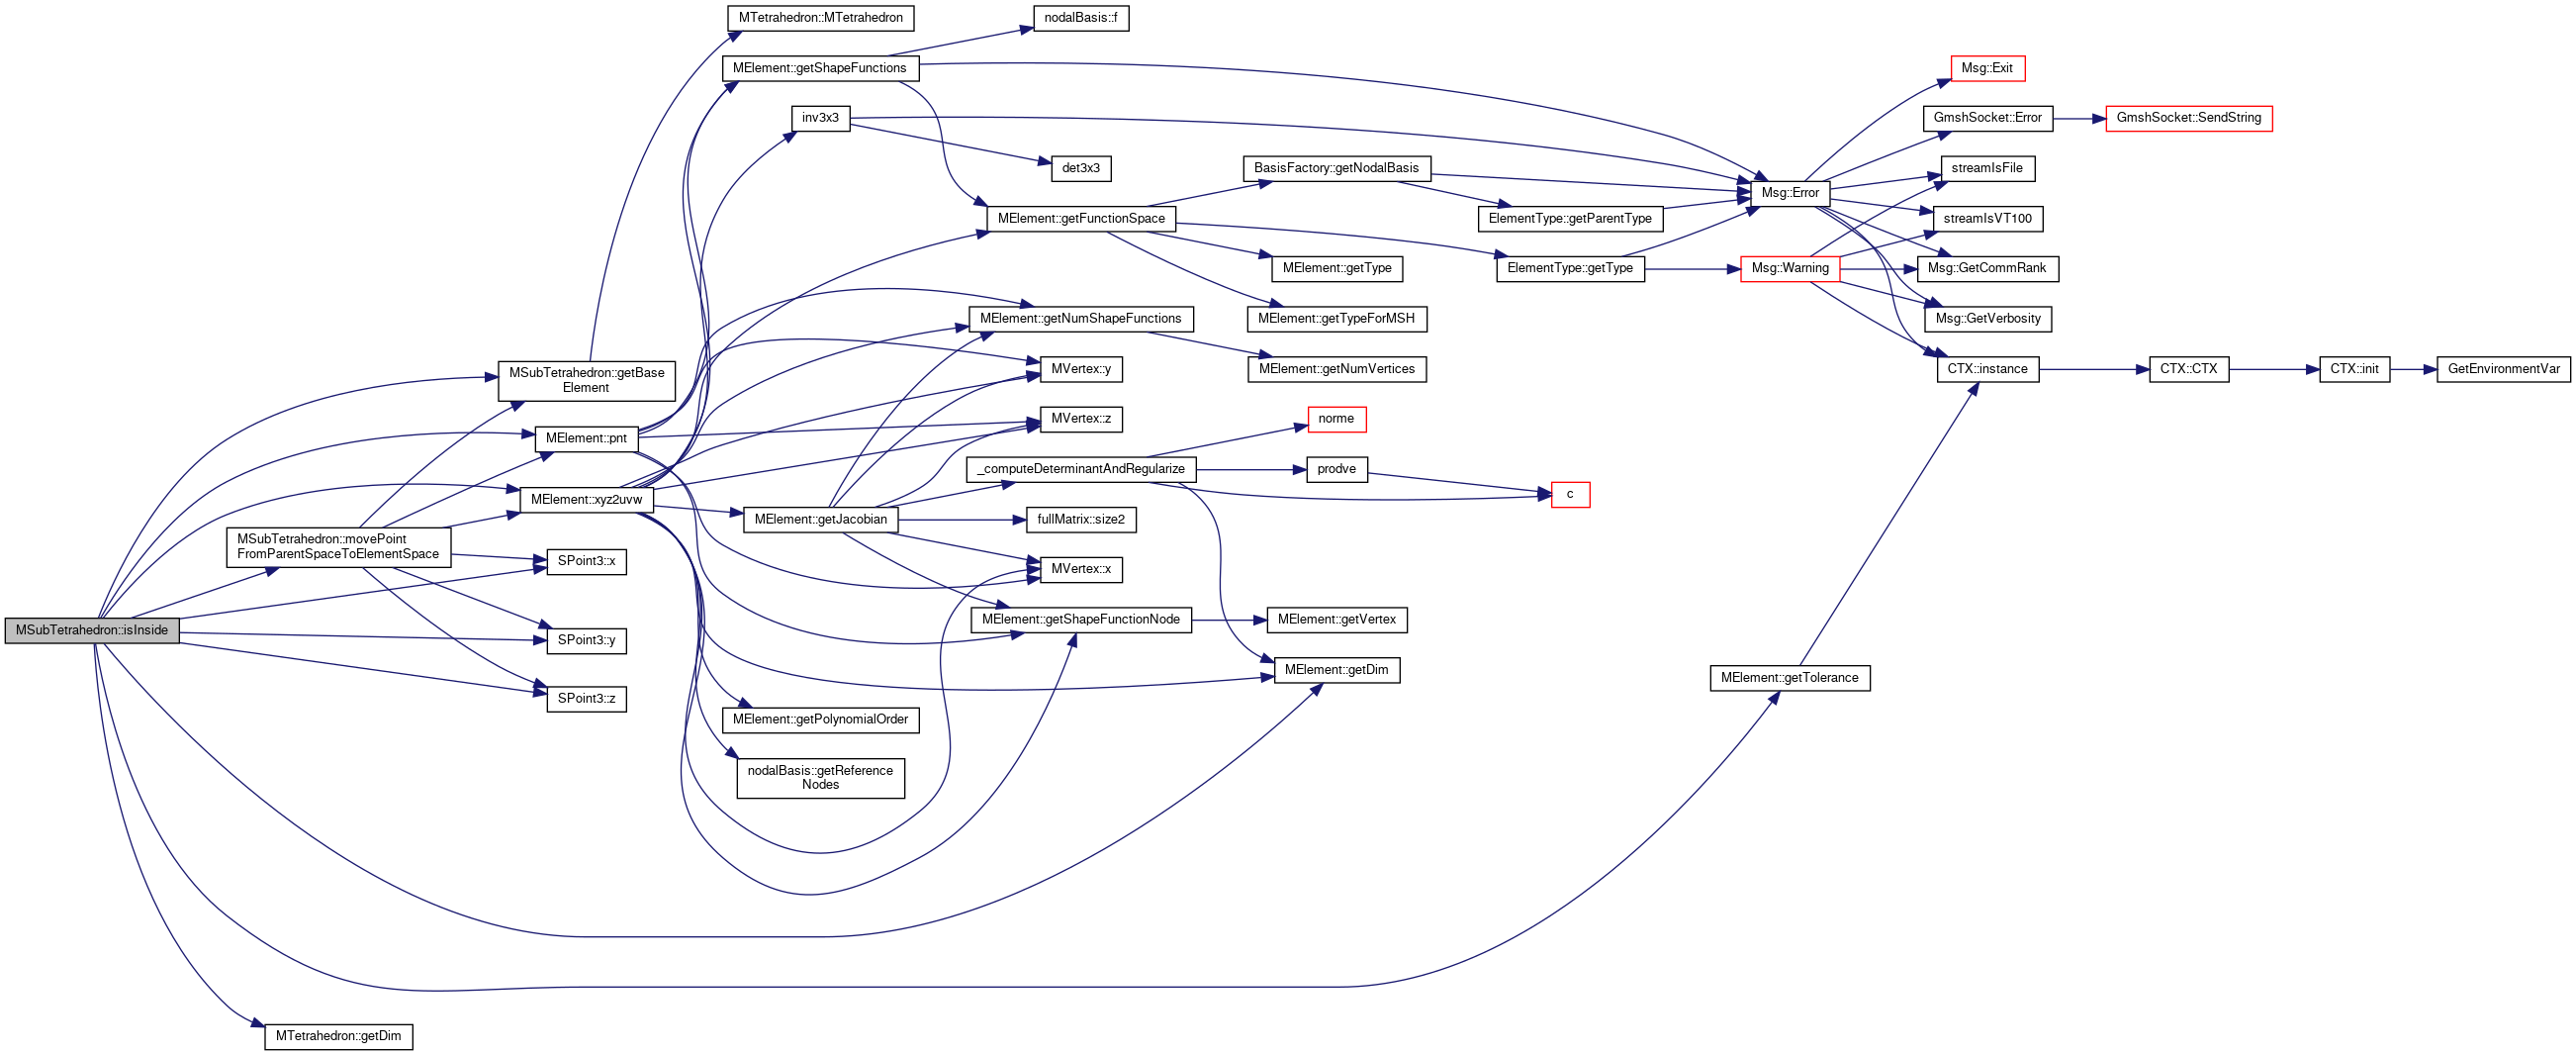 MSubTetrahedron::isInside
MSubTetrahedron::getBase
Element
MTetrahedron::MTetrahedron
MElement::pnt
MElement::xyz2uvw
MSubTetrahedron::movePoint
FromParentSpaceToElementSpace
SPoint3::x
SPoint3::y
SPoint3::z
MTetrahedron::getDim
MElement::getShapeFunctions
nodalBasis::f
inv3x3
det3x3
MElement::getFunctionSpace
MElement::getNumShapeFunctions
MVertex::y
MVertex::z
_computeDeterminantAndRegularize
MElement::getJacobian
fullMatrix::size2
MVertex::x
MElement::getShapeFunctionNode
MElement::getPolynomialOrder
nodalBasis::getReference
Nodes
BasisFactory::getNodalBasis
ElementType::getParentType
MElement::getType
ElementType::getType
MElement::getTypeForMSH
MElement::getNumVertices
norme
prodve
c
MElement::getVertex
MElement::getDim
MElement::getTolerance
Msg::Error
Msg::Warning
Msg::Exit
GmshSocket::Error
GmshSocket::SendString
streamIsFile
streamIsVT100
Msg::GetCommRank
Msg::GetVerbosity
CTX::instance
CTX::CTX
CTX::init
GetEnvironmentVar